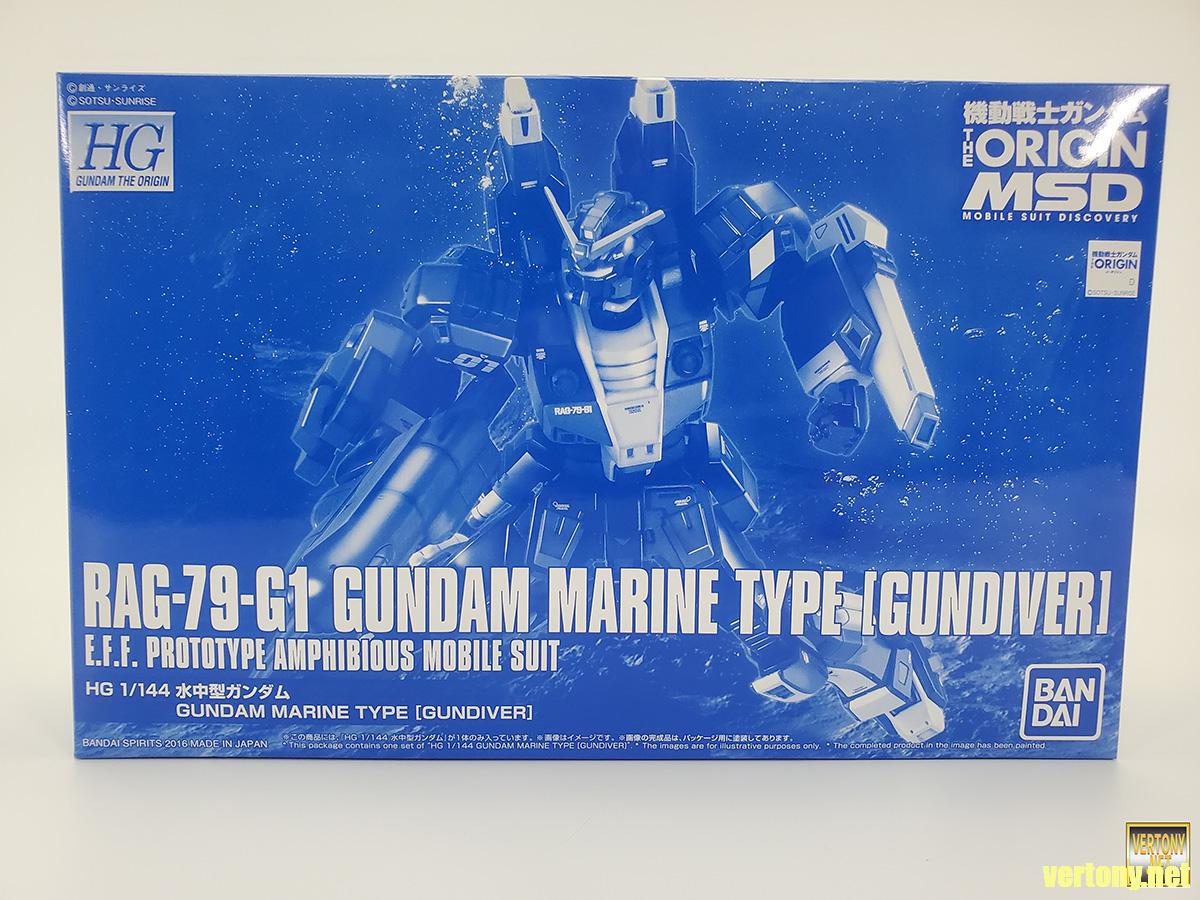 ©創通・サンライズ
©SOTSU・SUNRISE
HG
GUNDAM THE ORIGIN
機動戦士ガンダム
THE ORIGIN
MSD
MOBILE SUIT DISCOVERY
機動戦士ガンダム
THE ORIGIN
D
©SOTSU・SUNRISE
01
RAG-79-G1
RAG-79-G1 GUNDAM MARINE TYPE [GUNDIVER]
E.F.F. PROTOTYPE AMPHIBIOUS MOBILE SUIT
HG 1/144 水中型ガンダム
GUNDAM MARINE TYPE [GUNDIVER]
BAN
DAI
BANDAI SPIRITS 2016 MADE IN JAPAN
※この商品には、「HG 1/144 水中型ガンダム」が1体のみ入っています。※画像はイメージです。※画像の完成品は、パッケージ用に塗装してあります。
*This package contains one set of "HG 1/144 GUNDAM MARINE TYPE [GUNDIVER]". * The images are for illustrative purposes only. * The completed product in the image has been painted.
VERTONY
NET
vertony.net